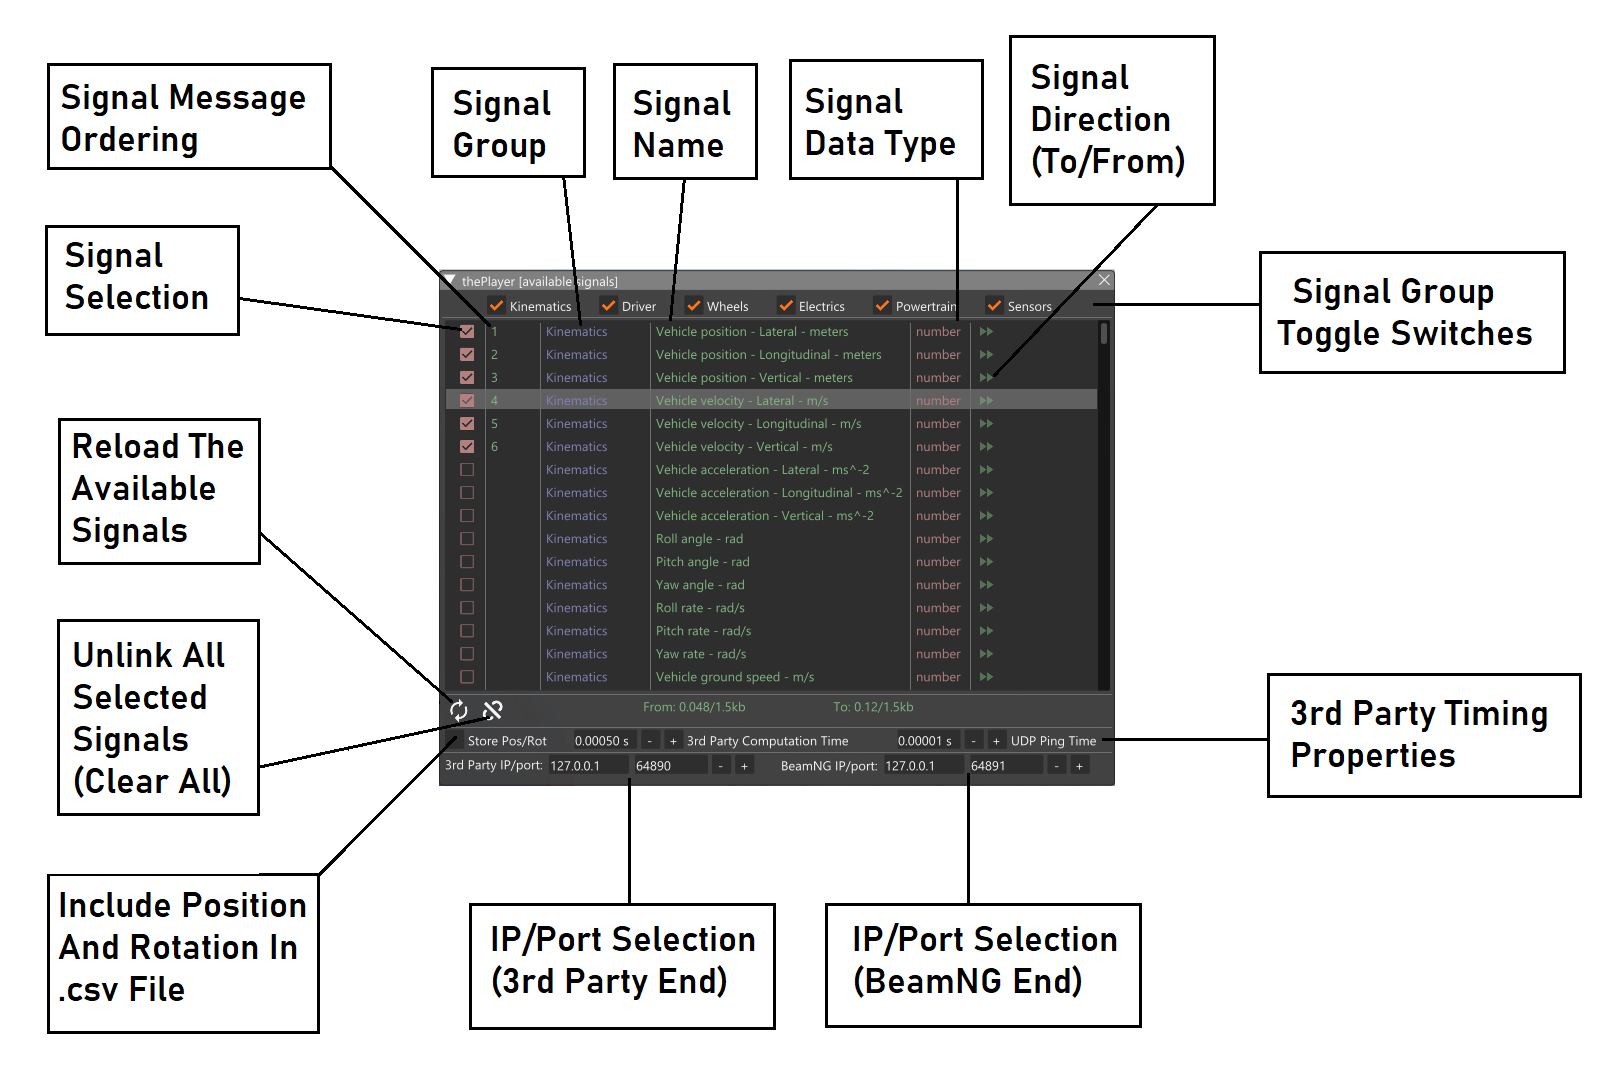 Signal Message
Ordering
Signal
Group
Signal
Name
Signal
Data Type
Signal
Direction
(To/From)
Signal
Selection
Signal Group
Toggle Switches
Reload The
Available
Signals
Unlink All
Selected
Signals
(Clear All)
Include Position
And Rotation In
.csv File
IP/Port Selection
(3rd Party End)
IP/Port Selection
(BeamNG End)
3rd Party Timing
Properties
thePlayer [available signals]
Kinematics Driver Wheels Electrics Powertrain Sensors
1 Kinematics Vehicle position - Lateral - meters number
2 Kinematics Vehicle position - Longitudinal - meters number
3 Kinematics Vehicle position - Vertical - meters number
4 Kinematics Vehicle velocity - Lateral - m/s number
5 Kinematics Vehicle velocity - Longitudinal - m/s number
6 Kinematics Vehicle velocity - Vertical - m/s number
Kinematics Vehicle acceleration - Lateral - ms^-2 number
Kinematics Vehicle acceleration - Longitudinal - ms^-2 number
Kinematics Vehicle acceleration - Vertical - ms^-2 number
Kinematics Roll angle - rad number
Kinematics Pitch angle - rad number
Kinematics Yaw angle - rad number
Kinematics Roll rate - rad/s number
Kinematics Pitch rate - rad/s number
Kinematics Yaw rate - rad/s number
Kinematics Vehicle ground speed - m/s number
From: 0.048/1.5kb To: 0.12/1.5kb
Store Pos/Rot 0.00050 s - + 3rd Party Computation Time 0.00001 s - + UDP Ping Time
3rd Party IP/port: 127.0.0.1 64890 - + BeamNG IP/port: 127.0.0.1 64891 - +